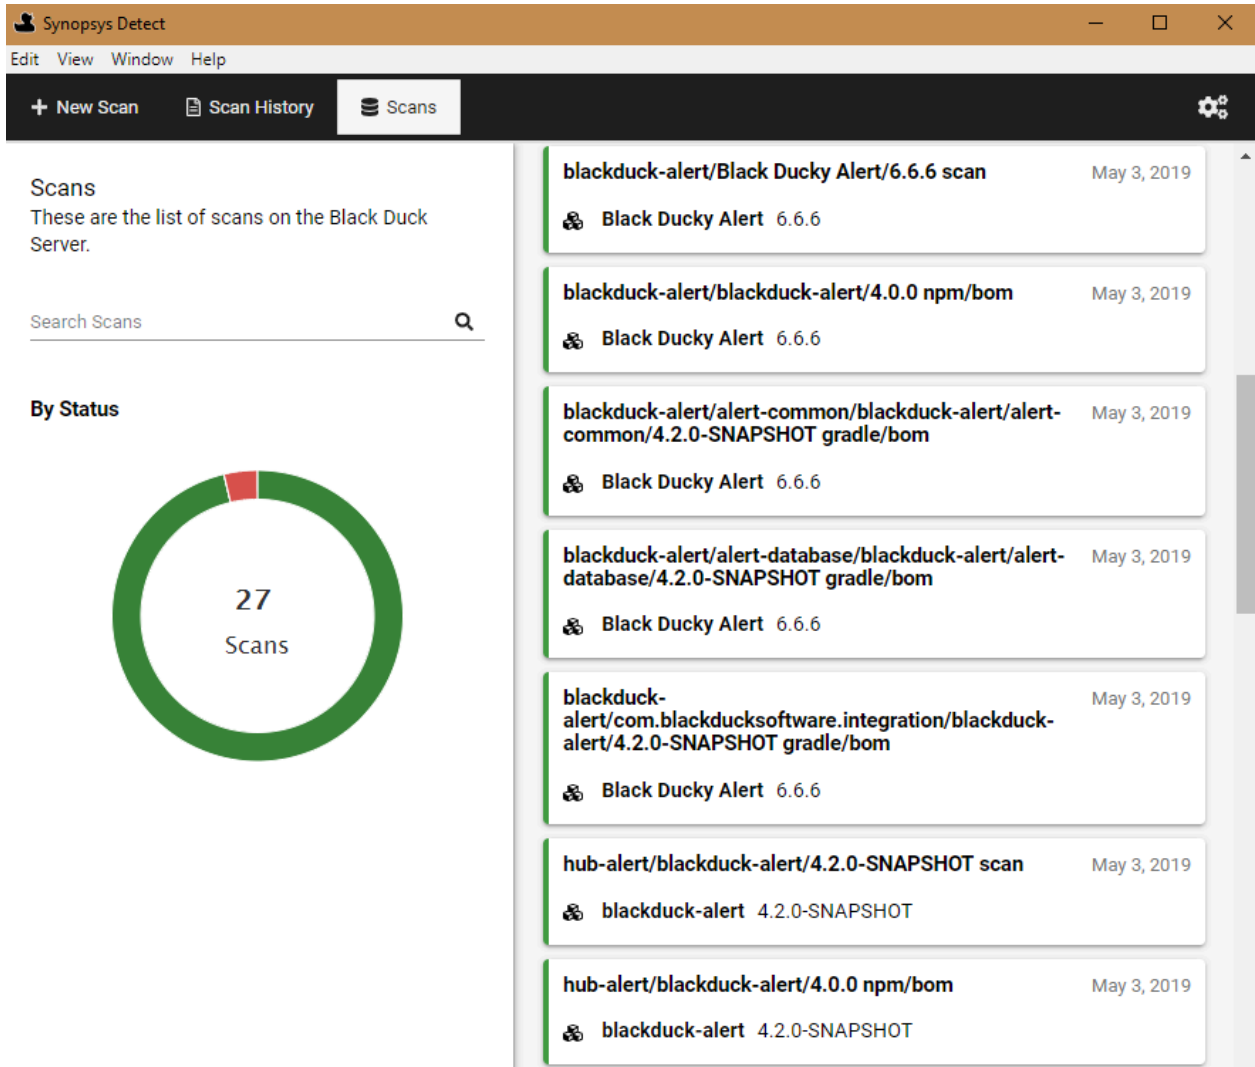 Synopsys Detect
Edit View Window Help
New Scan Scan History Scans
Scans
These are the list of scans on the Black Duck
Server.
Search Scans
By Status
27
Scans
blackduck-alert/Black Ducky Alert/6.6.6 scan May 3, 2019
Black Ducky Alert 6.6.6
blackduck-alert/blackduck-alert/4.0.0 npm/bom May 3, 2019
Black Ducky Alert 6.6.6
blackduck-alert/alert-common/blackduck-alert/alert- May 3, 2019
common/4.2.0-SNAPSHOT gradle/bom
Black Ducky Alert 6.6.6
blackduck-alert/alert-database/blackduck-alert/alert- May 3, 2019
database/4.2.0-SNAPSHOT gradle/bom
Black Ducky Alert 6.6.6
blackduck- May 3, 2019
alert/com.blackducksoftware.integration/blackduck-
alert/4.2.0-SNAPSHOT gradle/bom
Black Ducky Alert 6.6.6
hub-alert/blackduck-alert/4.2.0-SNAPSHOT scan May 3, 2019
blackduck-alert 4.2.0-SNAPSHOT
hub-alert/blackduck-alert/4.0.0 npm/bom May 3, 2019
blackduck-alert 4.2.0-SNAPSHOT